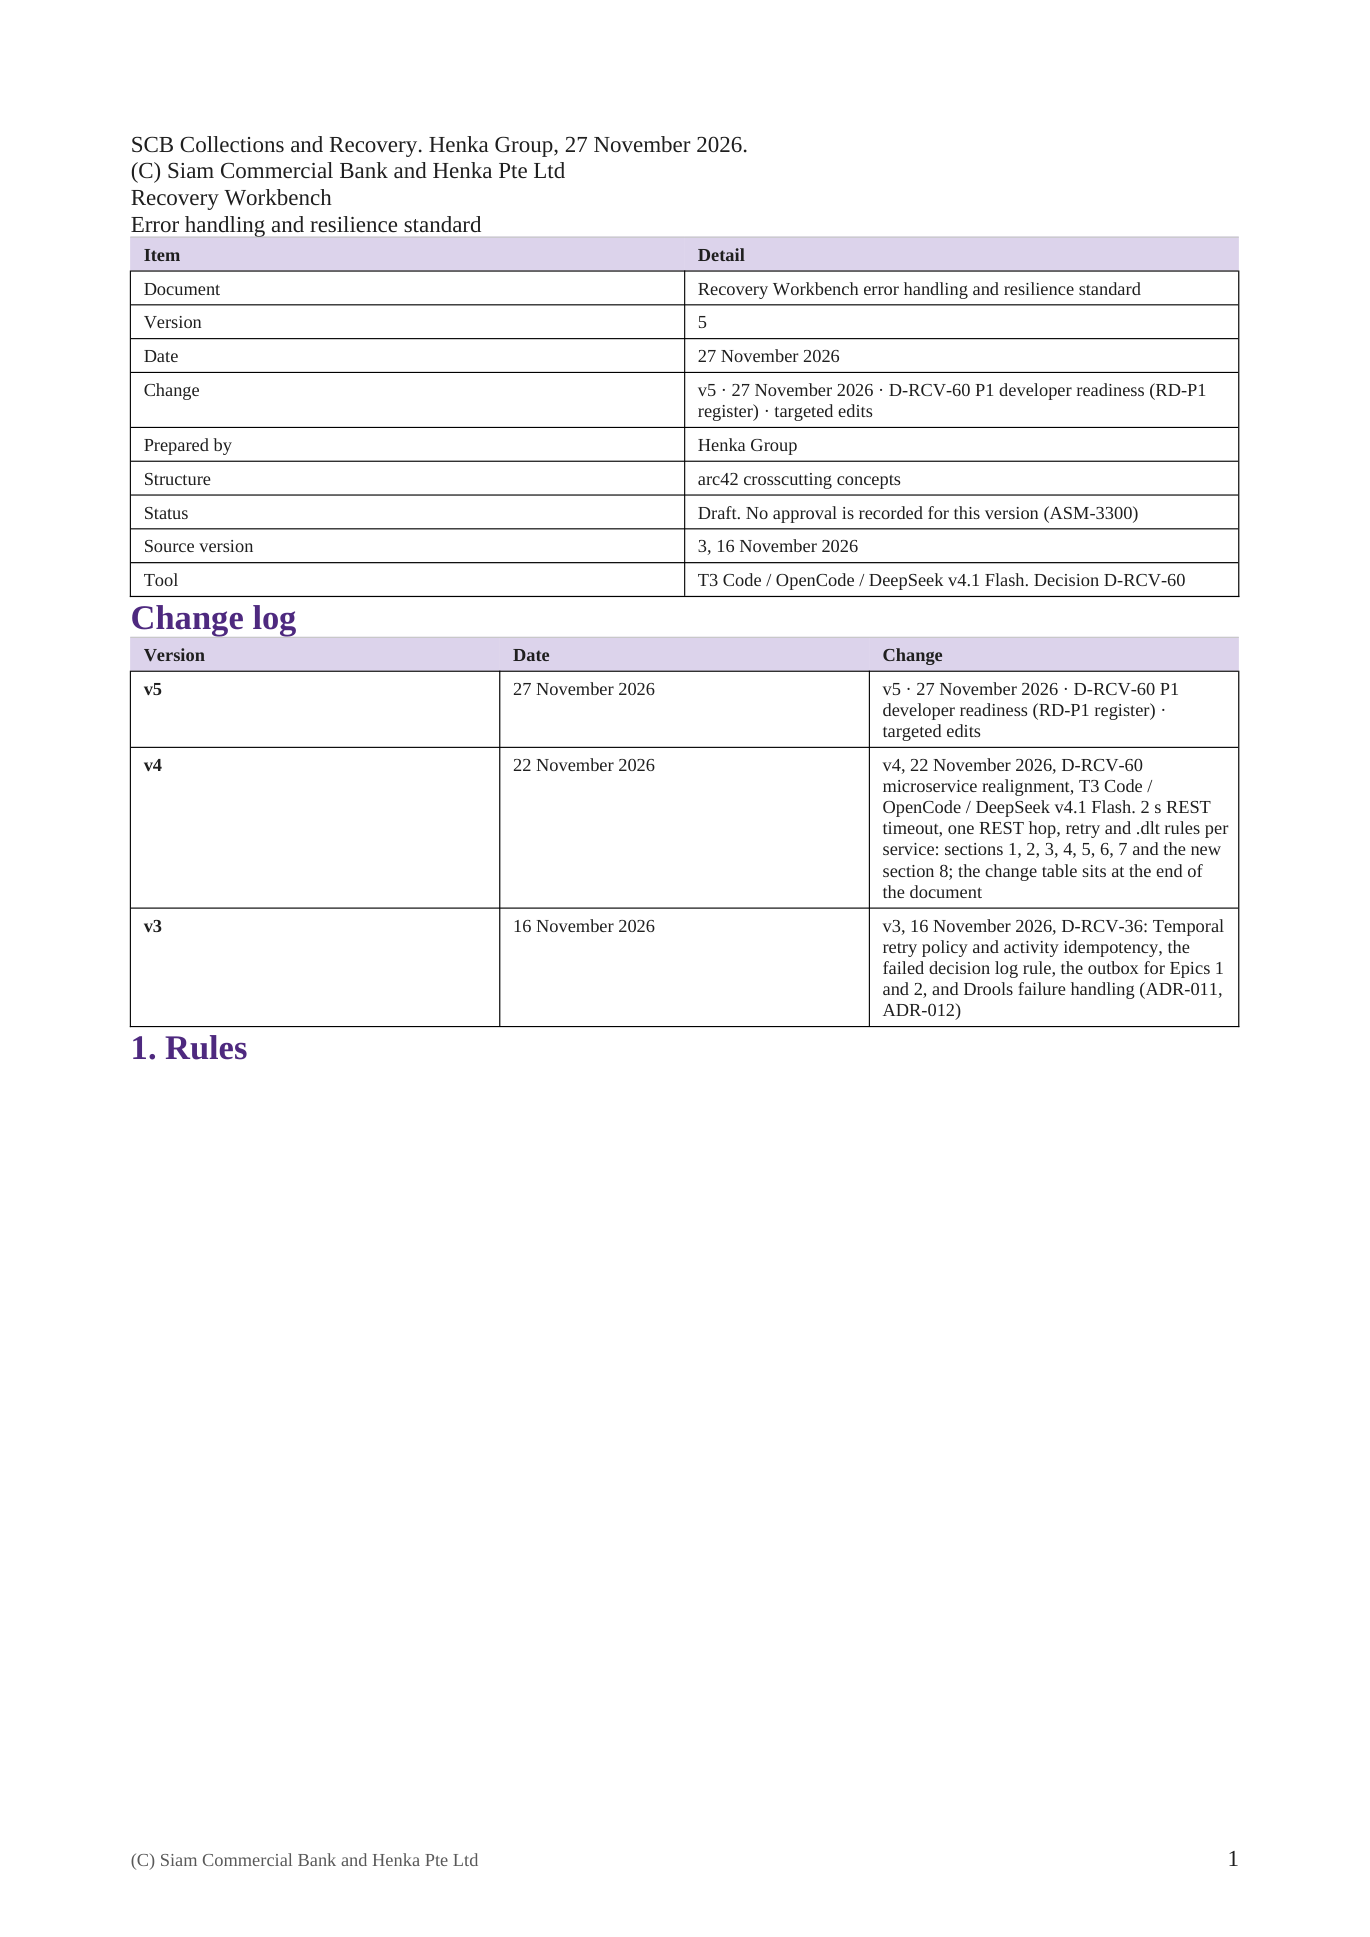 SCB Collections and Recovery. Henka Group, 27 November 2026.
(C) Siam Commercial Bank and Henka Pte Ltd
Recovery Workbench
Error handling and resilience standard
Item Detail
Document Recovery Workbench error handling and resilience standard
Version 5
Date 27 November 2026
Change v5 · 27 November 2026 · D-RCV-60 P1 developer readiness (RD-P1
register) · targeted edits
Prepared by Henka Group
Structure arc42 crosscutting concepts
Status Draft. No approval is recorded for this version (ASM-3300)
Source version 3, 16 November 2026
Tool T3 Code / OpenCode / DeepSeek v4.1 Flash. Decision D-RCV-60
Change log
Version Date Change
v5 27 November 2026 v5 · 27 November 2026 · D-RCV-60 P1
developer readiness (RD-P1 register) ·
targeted edits
v4 22 November 2026 v4, 22 November 2026, D-RCV-60
microservice realignment, T3 Code /
OpenCode / DeepSeek v4.1 Flash. 2 s REST
timeout, one REST hop, retry and .dlt rules per
service: sections 1, 2, 3, 4, 5, 6, 7 and the new
section 8; the change table sits at the end of
the document
v3 16 November 2026 v3, 16 November 2026, D-RCV-36: Temporal
retry policy and activity idempotency, the
failed decision log rule, the outbox for Epics 1
and 2, and Drools failure handling (ADR-011,
ADR-012)
1. Rules
(C) Siam Commercial Bank and Henka Pte Ltd 1